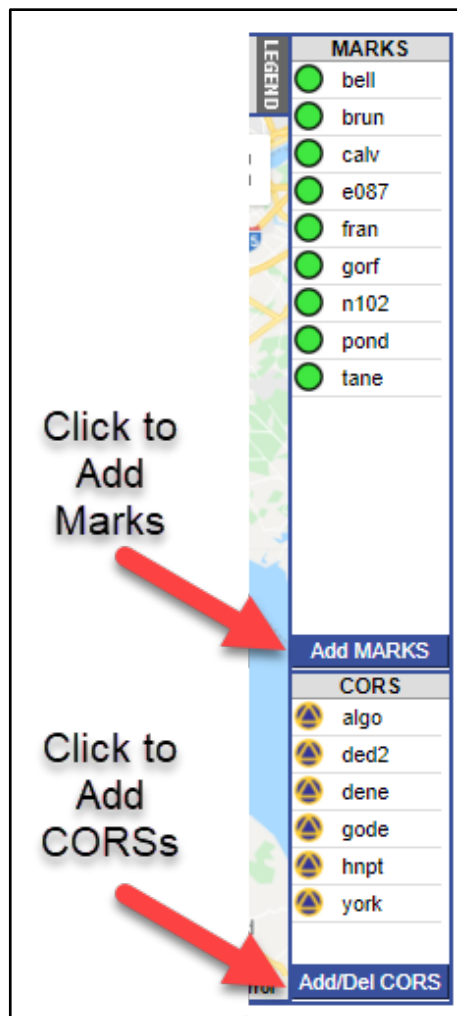 LEGEND
MARKS
bell
brun
calv
e087
fran
gorf
n102
pond
tane
Click to
Add
Marks
Add MARKS
CORS
algo
ded2
dene
gode
hnpt
york
Click to
Add
CORSs
Add/Del CORS